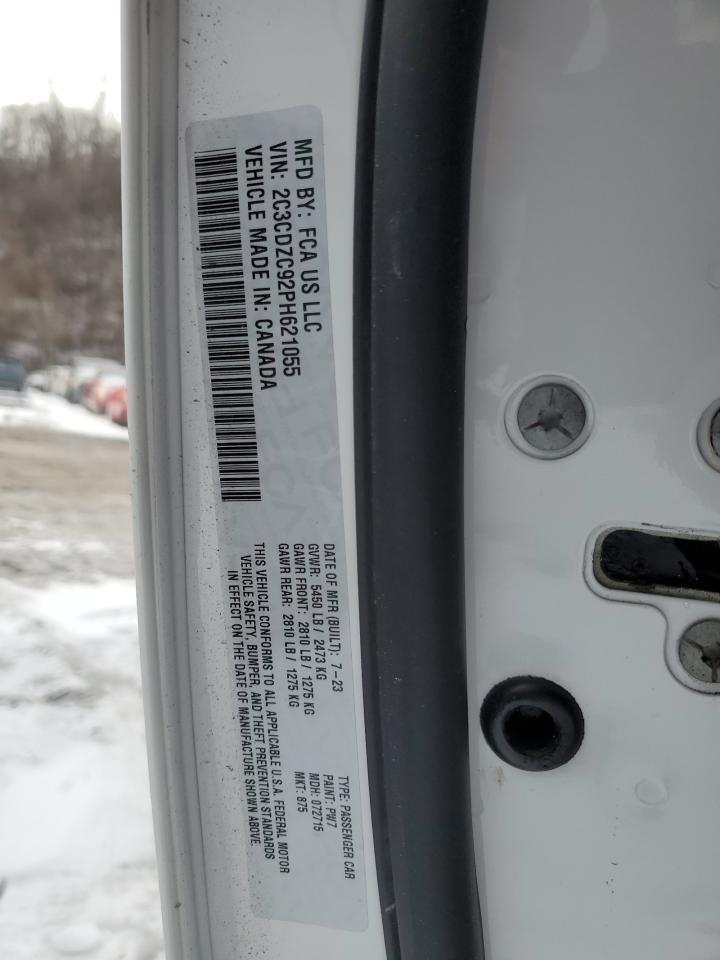 MFD BY: FCA US LLC
VIN: 2C3CDZC92PH621055
VEHICLE MADE IN: CANADA
DATE OF MFR (BUILT): 7-23
GVWR: 5450 LB / 2473 KG
GAWR FRONT: 2810 LB / 1275 KG
GAWR REAR: 2810 LB / 1275 KG
TYPE: PASSENGER CAR
PAINT: PW7
MDH: 072715
MKT: 875
THIS VEHICLE CONFORMS TO ALL APPLICABLE U.S.A. FEDERAL MOTOR
VEHICLE SAFETY, BUMPER, AND THEFT PREVENTION STANDARDS
IN EFFECT ON THE DATE OF MANUFACTURE SHOWN ABOVE.